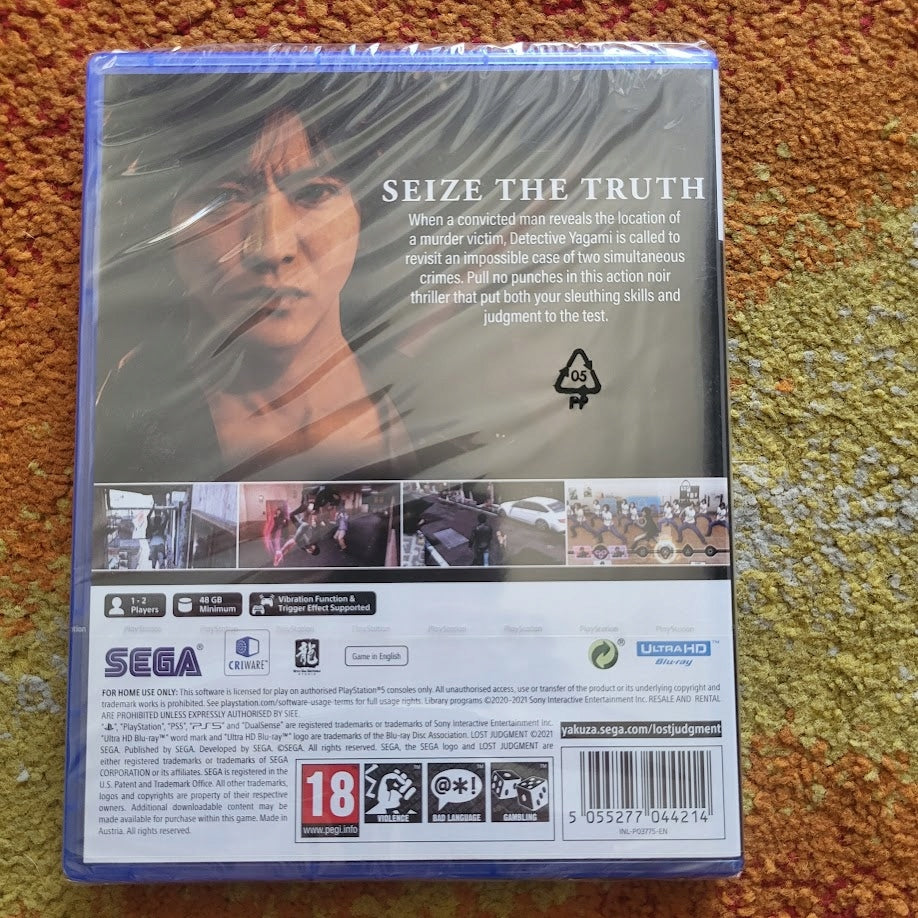 SEIZE THE TRUTH
When a convicted man reveals the location of
a murder victim, Detective Yagami is called to
revisit an impossible case of two simultaneous
crimes. Pull no punches in this action noir
thriller that put both your sleuthing skills and
judgment to the test.
05
PP
1 - 2
Players
48 GB
Minimum
Vibration Function &
Trigger Effect Supported
PlayStation PlayStation PlayStation PlayStation PlayStation PlayStation PlayStation PlayStation
SEGA®
CRIWARE™
龍
Game in English
®
ULTRA HD™
Blu-ray
FOR HOME USE ONLY: This software is licensed for play on authorised PlayStation®5 consoles only. All unauthorised access, use or transfer of the product or its underlying copyright and
trademark works is prohibited. See playstation.com/software-usage-terms for full usage rights. Library programs ©2020-2021 Sony Interactive Entertainment Inc. RESALE AND RENTAL
ARE PROHIBITED UNLESS EXPRESSLY AUTHORISED BY SIEE.
", "PlayStation", "PS5", "PS5" and "DualSense" are registered trademarks or trademarks of Sony Interactive Entertainment Inc.
"Ultra HD Blu-ray™" word mark and "Ultra HD Blu-ray™" logo are trademarks of the Blu-ray Disc Association. LOST JUDGMENT ©2021
SEGA. Published by SEGA. Developed by SEGA. ©SEGA. All rights reserved. SEGA, the SEGA logo and LOST JUDGMENT are
either registered trademarks or trademarks of SEGA
CORPORATION or its affiliates. SEGA is registered in the
U.S. Patent and Trademark Office. All other trademarks,
logos and copyrights are property of their respective
owners. Additional downloadable content may be
made available for purchase within this game. Made in
Austria. All rights reserved.
yakuza.sega.com/lostjudgment
18
www.pegi.info
VIOLENCE
@*!
BAD LANGUAGE
GAMBLING
5 055277 044214
INL-P03775-EN